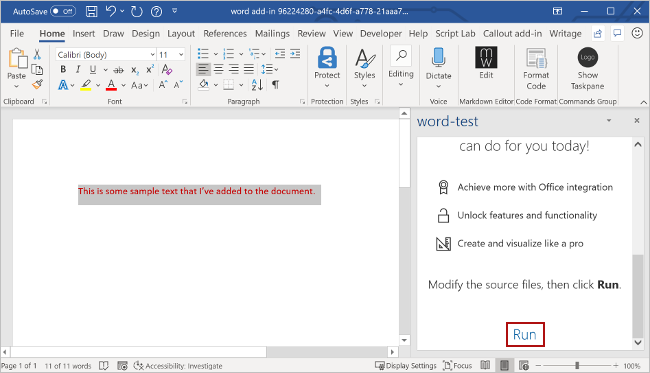 AutoSave Off word add-in 96224280-a4fc-4d6f-a778-21aaa7...
File Home Insert Draw Design Layout References Mailings Review View Developer Help Script Lab Callout add-in Writage
Calibri (Body) 11
B I U ab x₂ x²
A A Aa A A
Paste
Protect
Styles
Editing
Dictate
Edit
Format Code
Logo
Show Taskpane
Clipboard Font Paragraph Protection Styles Voice Markdown Editor Code Format Commands Group
word-test
can do for you today!
This is some sample text that I've added to the document.
Achieve more with Office integration
Unlock features and functionality
Create and visualize like a pro
Modify the source files, then click Run.
Run
Page 1 of 1 11 of 11 words Accessibility: Investigate Display Settings Focus 100%